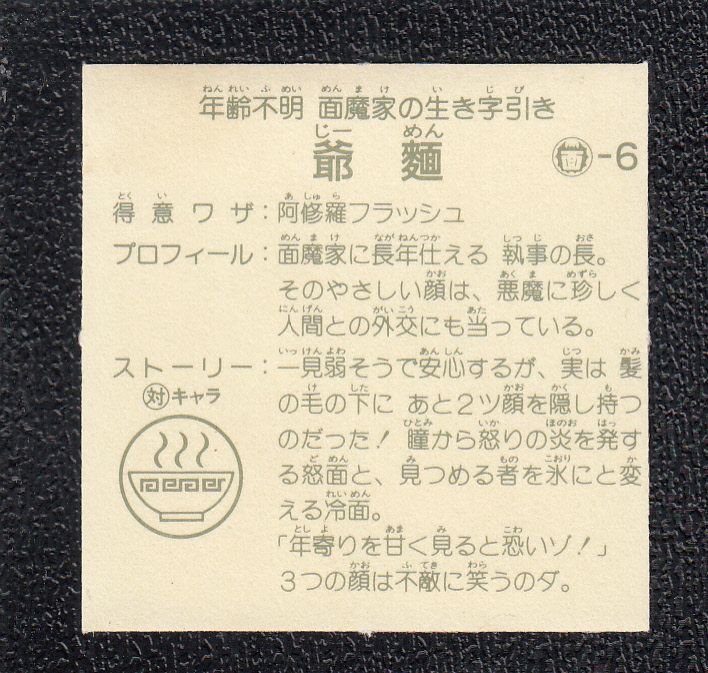 年齢不明 面魔家の生き字引き
爺麺
-6
得意ワザ：阿修羅フラッシュ
プロフィール：面魔家に長年仕える 執事の長。
そのやさしい顔は、悪魔に珍しく
人間との外交にも当っている。
ストーリー：一見弱そうで安心するが、実は 髪
の毛の下に あと2ツ顔を隠し持つ
のだった！ 瞳から怒りの炎を発す
る怒面と、見つめる者を氷にと変
える冷面。
「年寄りを甘く見ると恐いゾ！」
3つの顔は不敵に笑うのダ。
対キャラ